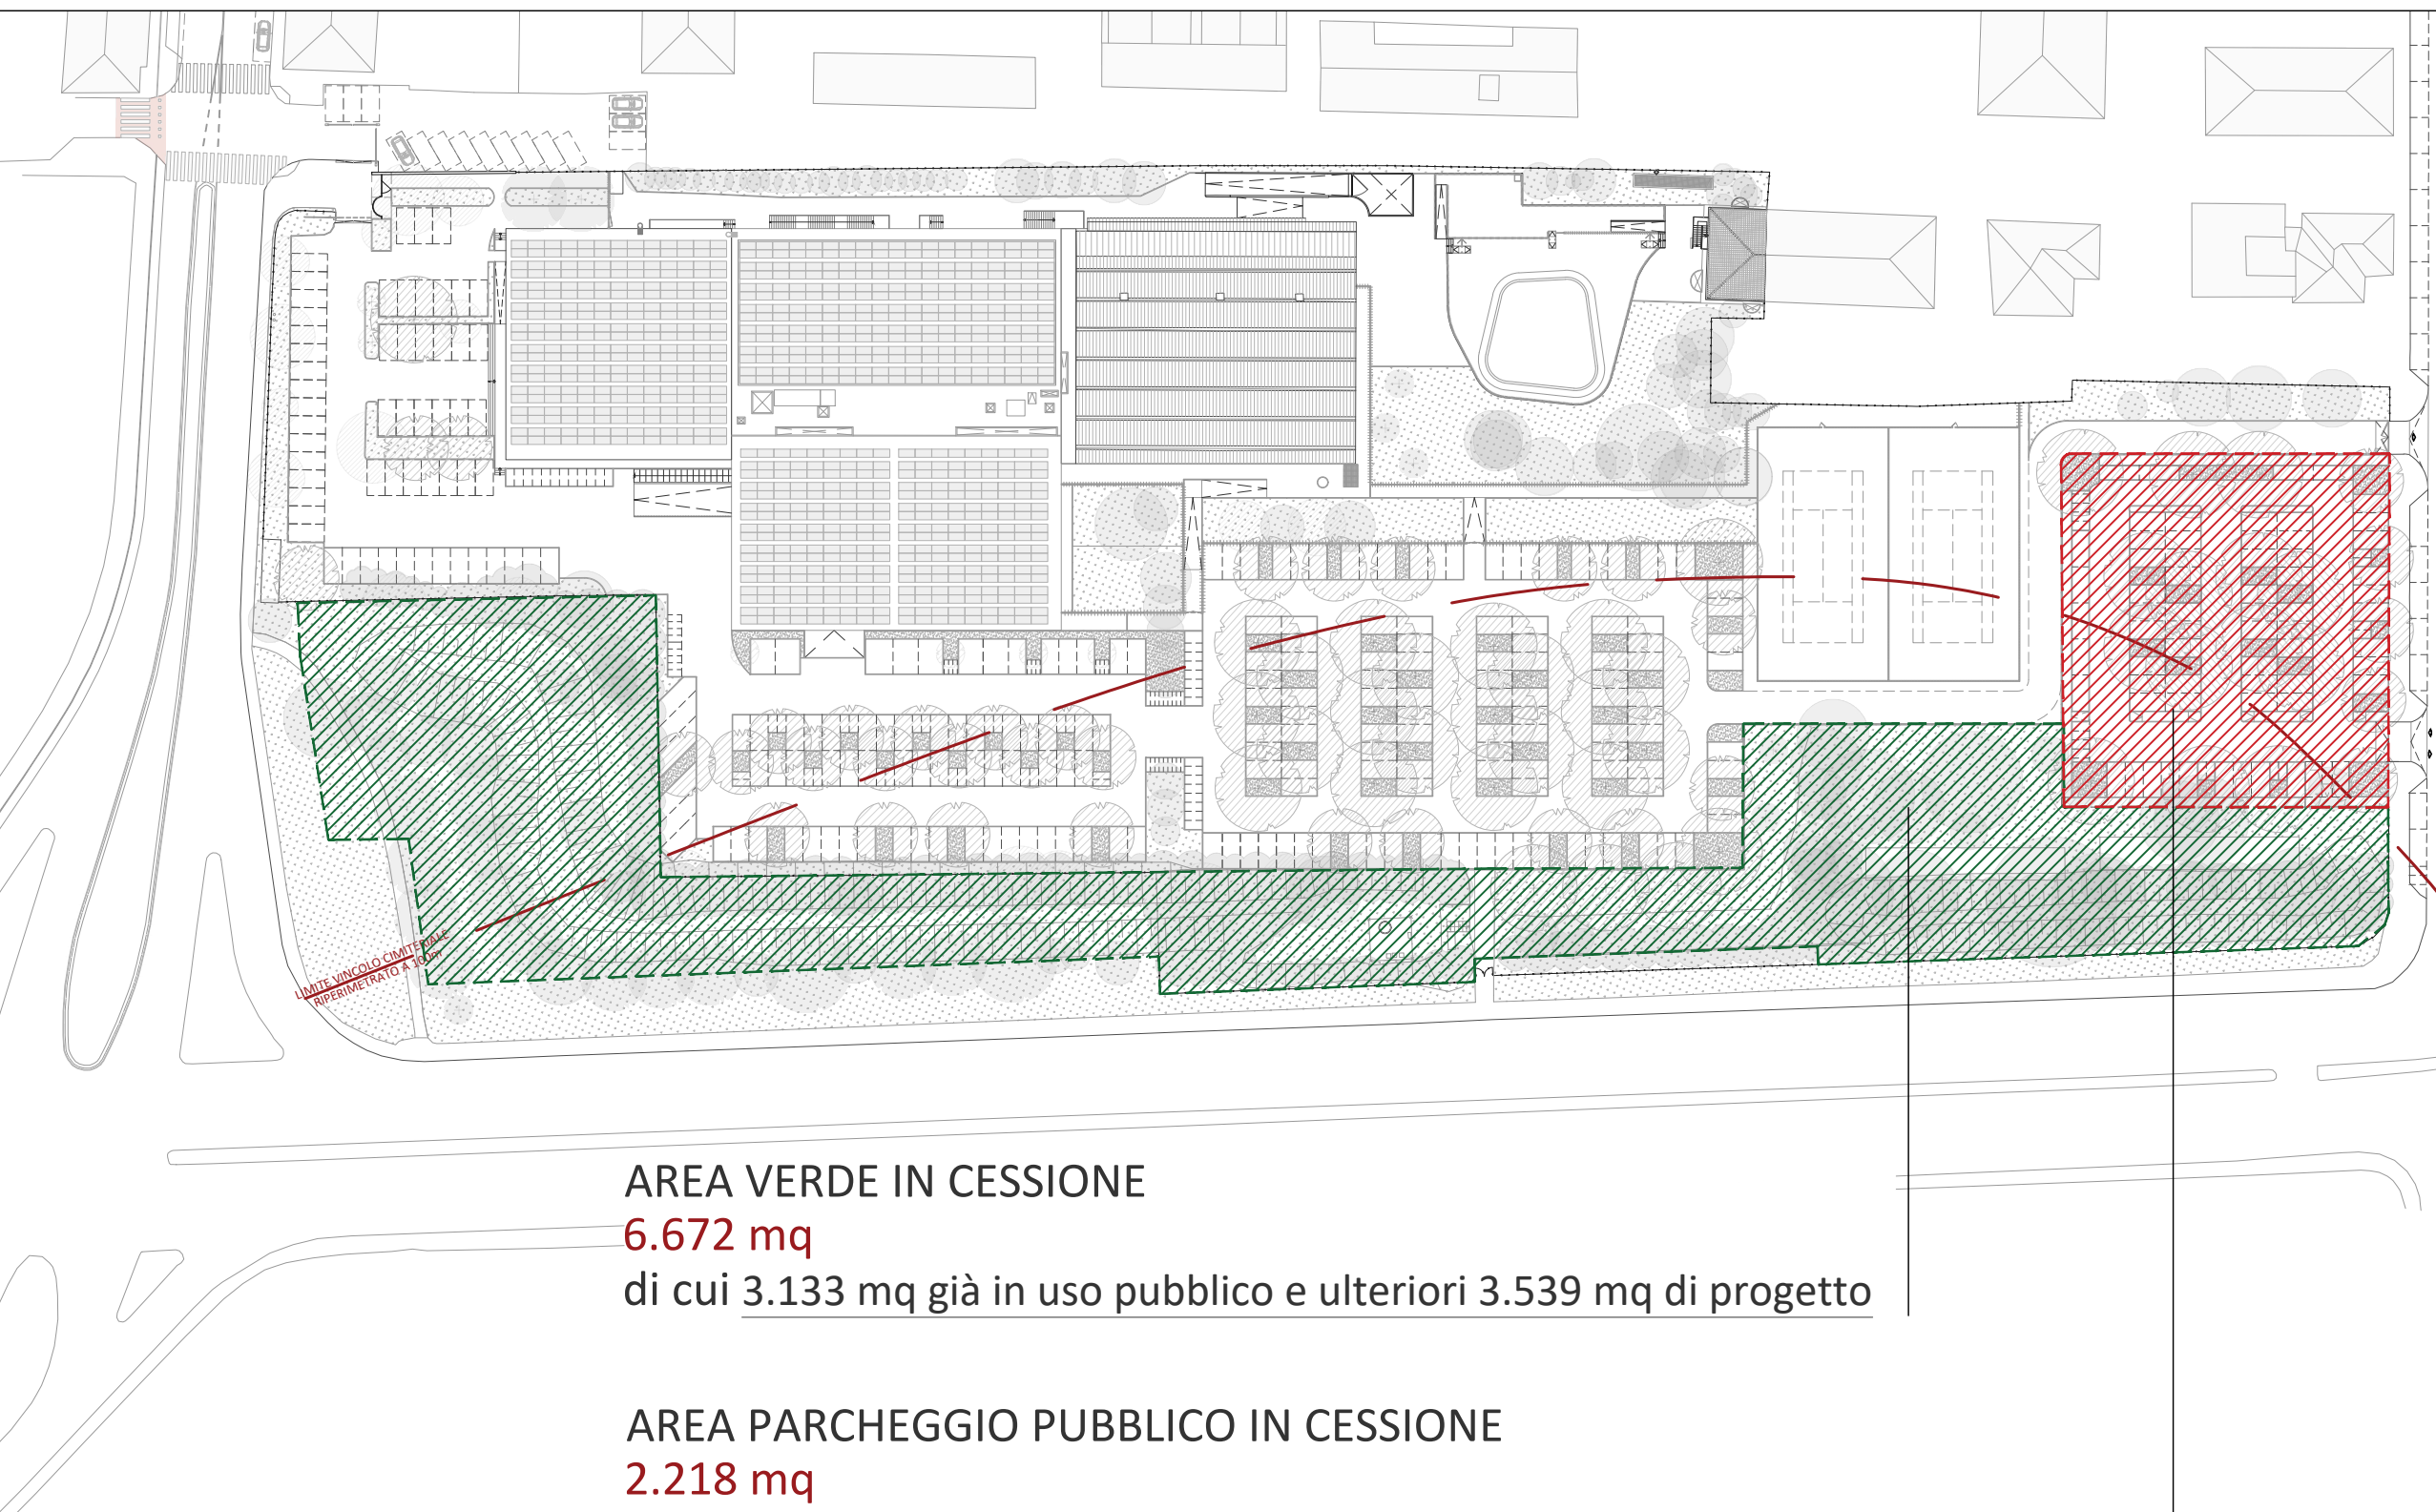 LIMITE VINCOLO CIMITERIALE
RIPERIMETRATO A 100m
AREA VERDE IN CESSIONE
6.672 mq
di cui 3.133 mq già in uso pubblico e ulteriori 3.539 mq di progetto
AREA PARCHEGGIO PUBBLICO IN CESSIONE
2.218 mq